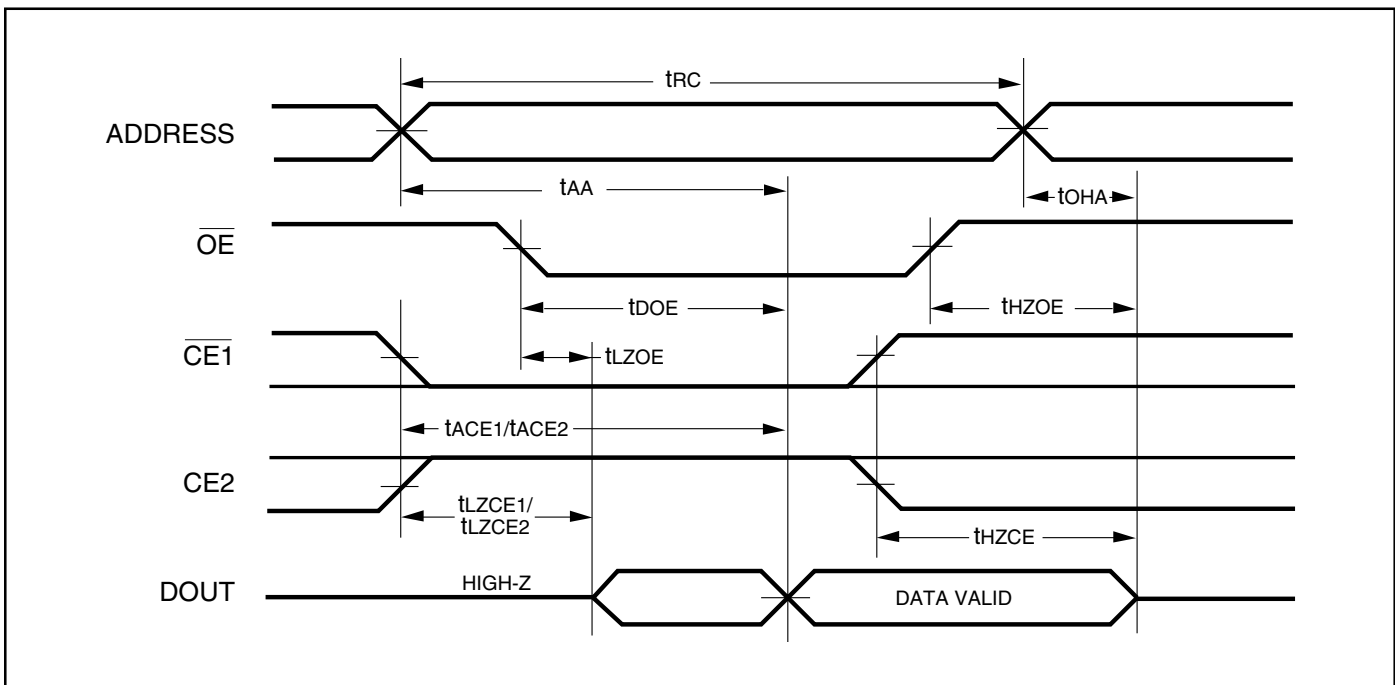 tRC
ADDRESS
tAA
tOHA
OE
tDOE
tHZOE
CE1
tLZOE
tACE1/tACE2
CE2
tLZCE1/
tLZCE2
tHZCE
DOUT
HIGH-Z
DATA VALID